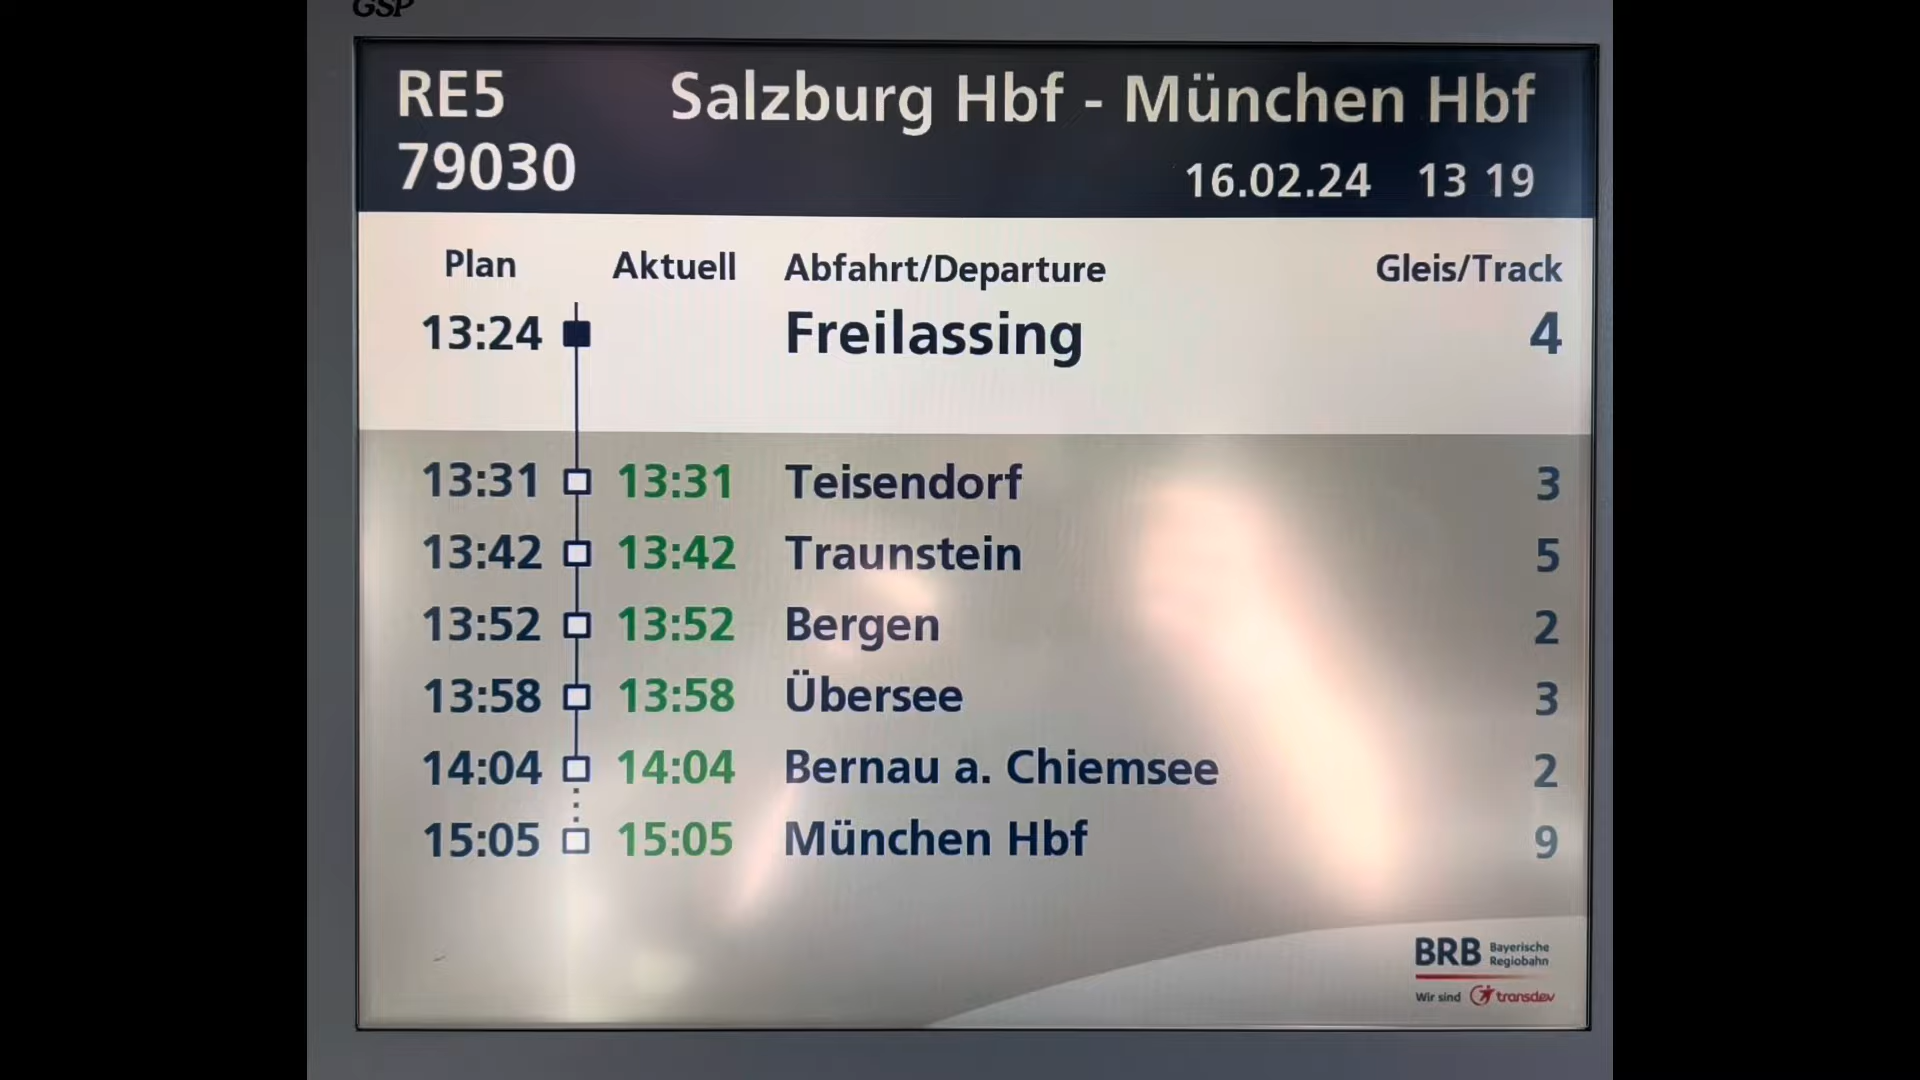 GSP
RE5 Salzburg Hbf - München Hbf
79030 16.02.24 13 19
Plan Aktuell Abfahrt/Departure Gleis/Track
13:24 Freilassing 4
13:31 13:31 Teisendorf 3
13:42 13:42 Traunstein 5
13:52 13:52 Bergen 2
13:58 13:58 Übersee 3
14:04 14:04 Bernau a. Chiemsee 2
15:05 15:05 München Hbf 9
BRB Bayerische
Regiobahn
Wir sind transdev